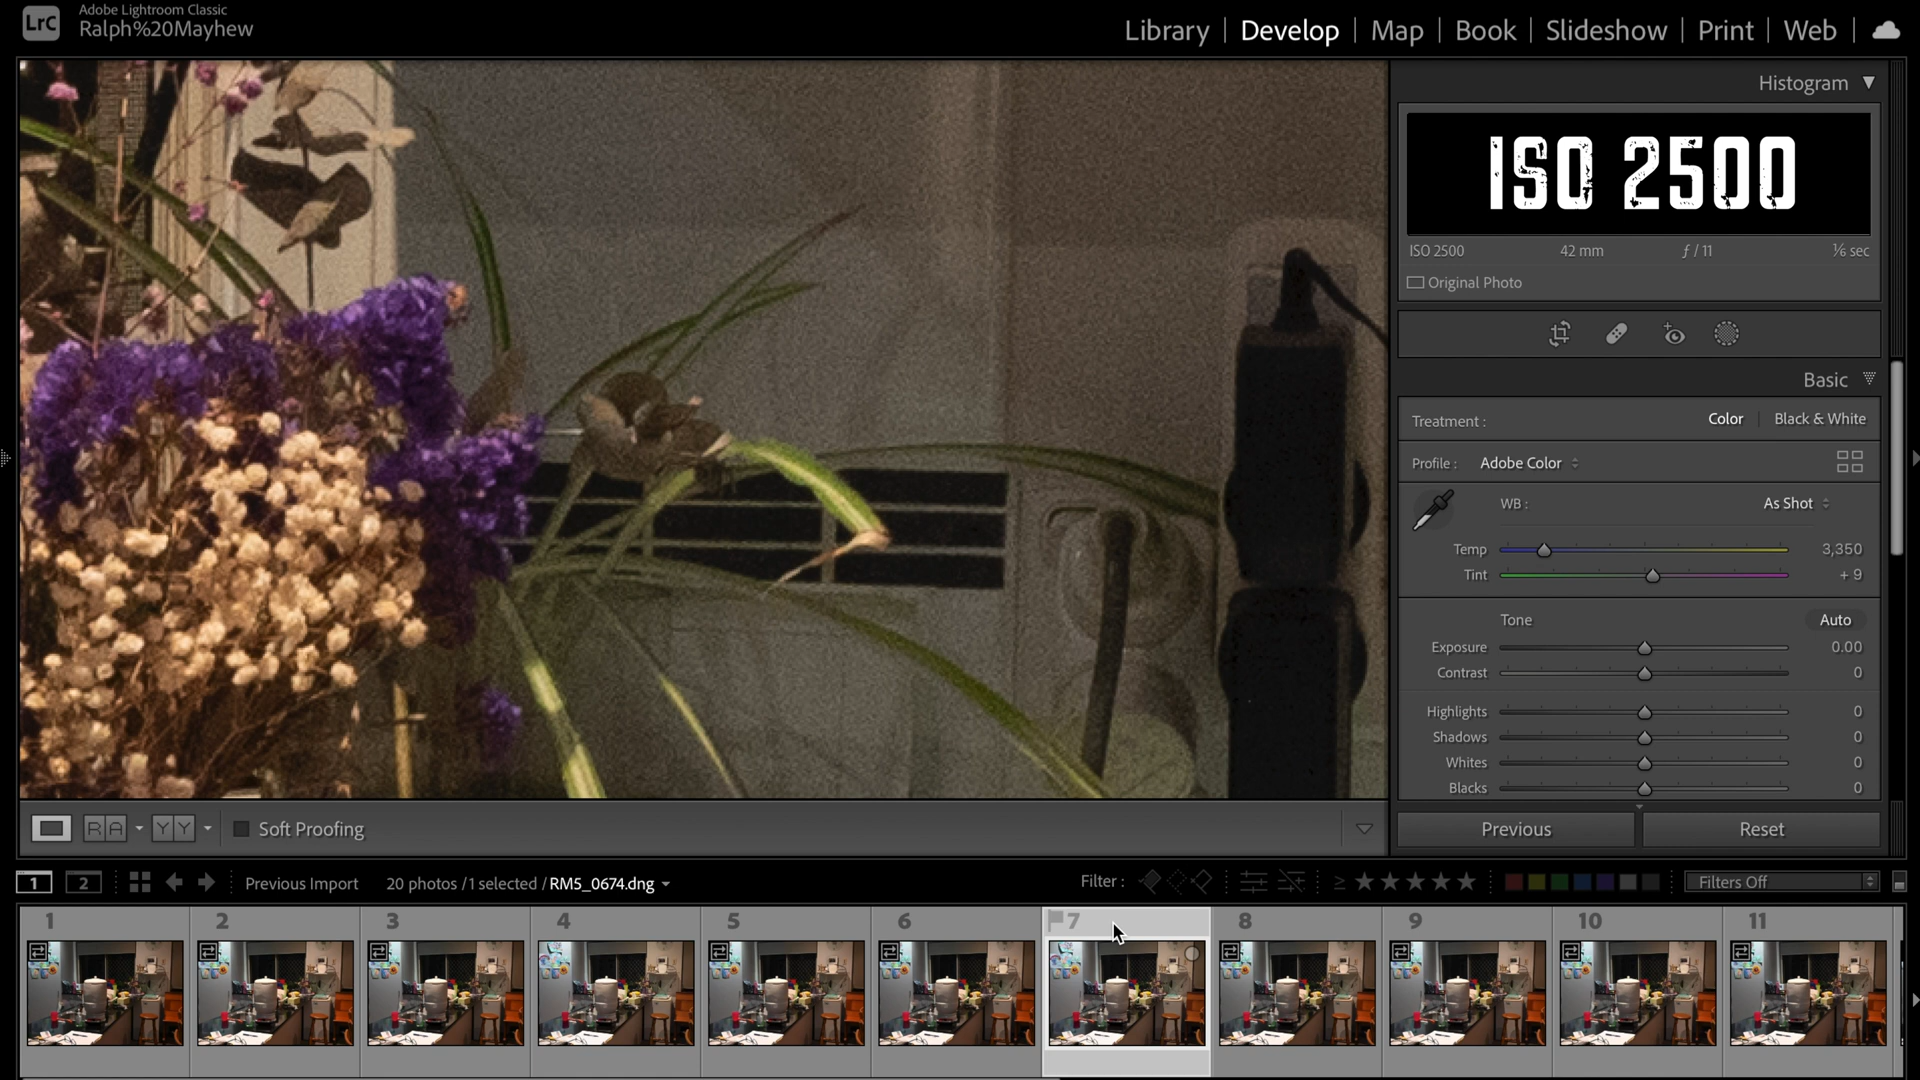 LrC
Adobe Lightroom Classic
Ralph%20Mayhew
Library
Develop
Map
Book
Slideshow
Print
Web
Histogram
ISO 2500
ISO 2500
42 mm
ƒ / 11
⅙ sec
Original Photo
Basic
Treatment :
Color
Black & White
Profile :
Adobe Color
WB :
As Shot
Temp
3,350
Tint
+ 9
Tone
Auto
Exposure
0.00
Contrast
0
Highlights
0
Shadows
0
Whites
0
Blacks
0
R A
Y Y
Soft Proofing
Previous
Reset
1
2
Previous Import
20 photos / 1 selected / RM5_0674.dng
Filter :
≥ ★ ★ ★ ★ ★
Filters Off
1
2
3
4
5
6
7
8
9
10
11